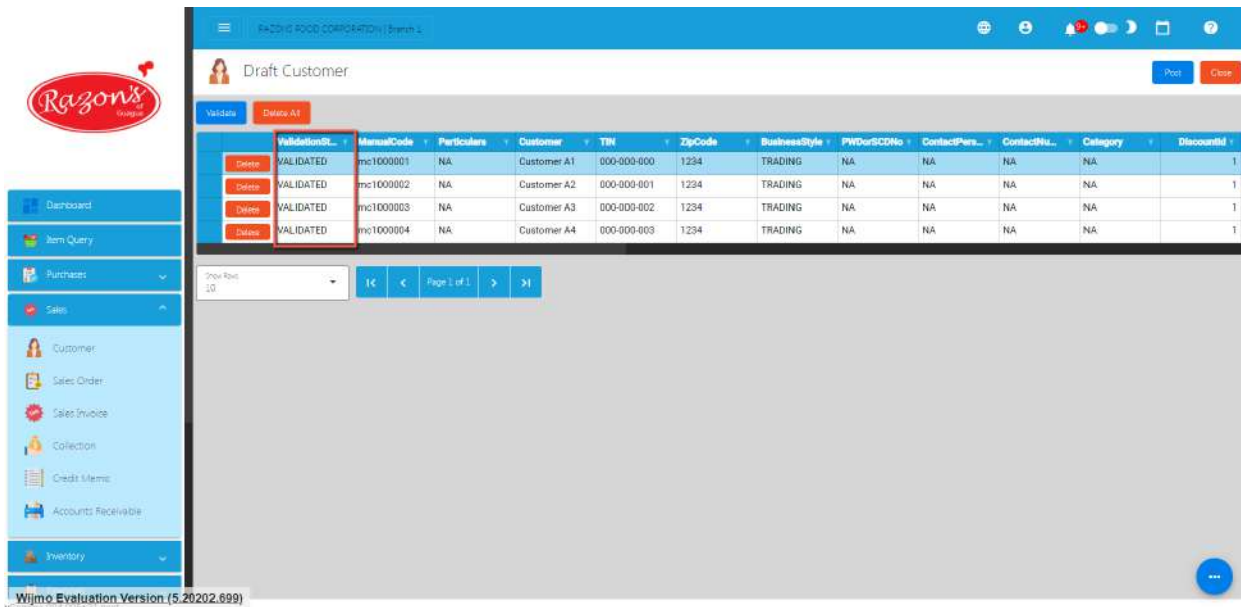 RAZONS FOOD CORPORATION | Branch 1
9+
Razon's
of
Guagua
Draft Customer
Post
Close
Validate
Delete All
ValidationSt... ManualCode Particulars Customer TIN ZipCode BusinessStyle PWDorSCDNo ContactPers... ContactNu... Category DiscountId
Delete VALIDATED mc1000001 NA Customer A1 000-000-000 1234 TRADING NA NA NA NA 1
Delete VALIDATED mc1000002 NA Customer A2 000-000-001 1234 TRADING NA NA NA NA 1
Delete VALIDATED mc1000003 NA Customer A3 000-000-002 1234 TRADING NA NA NA NA 1
Delete VALIDATED mc1000004 NA Customer A4 000-000-003 1234 TRADING NA NA NA NA 1
Show Rows
10
Page 1 of 1
Dashboard
Item Query
Purchases
Sales
Customer
Sales Order
Sales Invoice
Collection
Credit Memo
Accounts Receivable
Inventory
Wijmo Evaluation Version (5.20202.699)